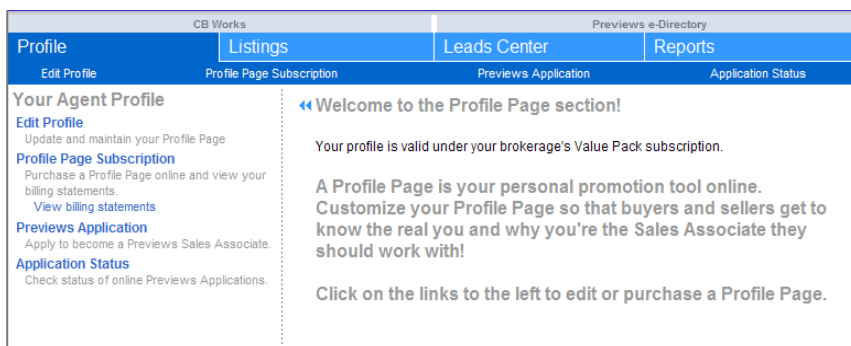 CB Works
Previews e-Directory
Profile
Listings
Leads Center
Reports
Edit Profile
Profile Page Subscription
Previews Application
Application Status
Your Agent Profile
Edit Profile
Update and maintain your Profile Page
Profile Page Subscription
Purchase a Profile Page online and view your
billing statements.
View billing statements
Previews Application
Apply to become a Previews Sales Associate.
Application Status
Check status of online Previews Applications.
Welcome to the Profile Page section!
Your profile is valid under your brokerage's Value Pack subscription.
A Profile Page is your personal promotion tool online.
Customize your Profile Page so that buyers and sellers get to
know the real you and why you're the Sales Associate they
should work with!
Click on the links to the left to edit or purchase a Profile Page.